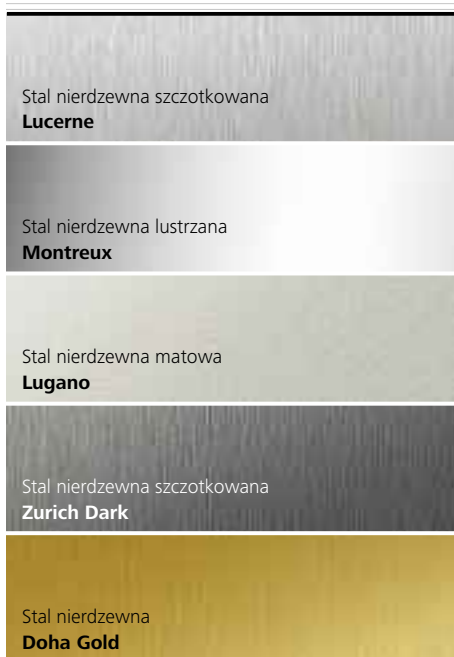 Stal nierdzewna szczotkowana
Lucerne
Stal nierdzewna lustrzana
Montreux
Stal nierdzewna matowa
Lugano
Stal nierdzewna szczotkowana
Zurich Dark
Stal nierdzewna
Doha Gold